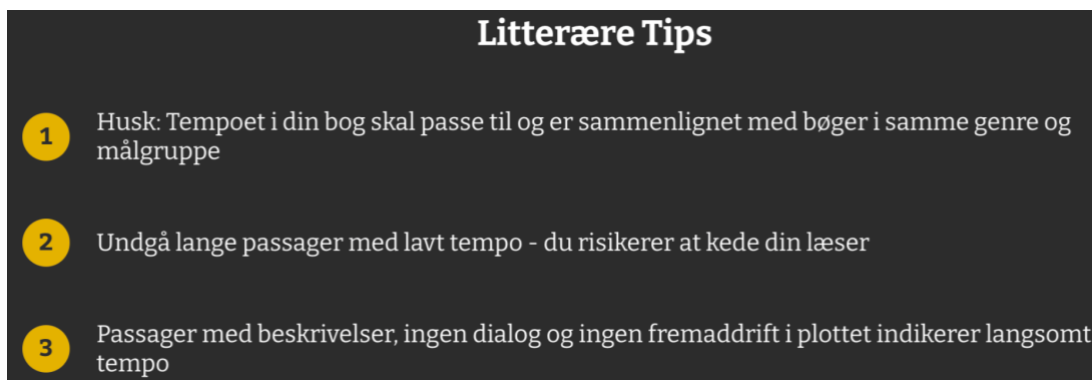 Litterære Tips
1
Husk: Tempoet i din bog skal passe til og er sammenlignet med bøger i samme genre og
målgruppe
2
Undgå lange passager med lavt tempo - du risikerer at kede din læser
3
Passager med beskrivelser, ingen dialog og ingen fremaddrift i plottet indikerer langsomt
tempo